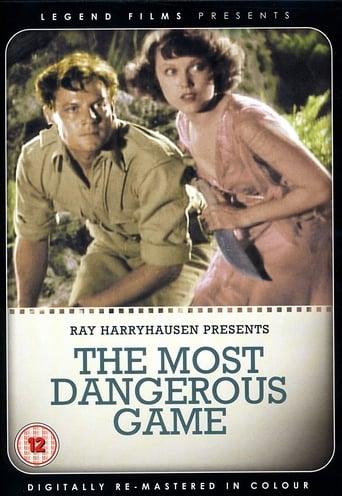 LEGEND FILMS PRESENTS
RAY HARRYHAUSEN PRESENTS
THE MOST
DANGEROUS
GAME
12
DIGITALLY RE-MASTERED IN COLOUR